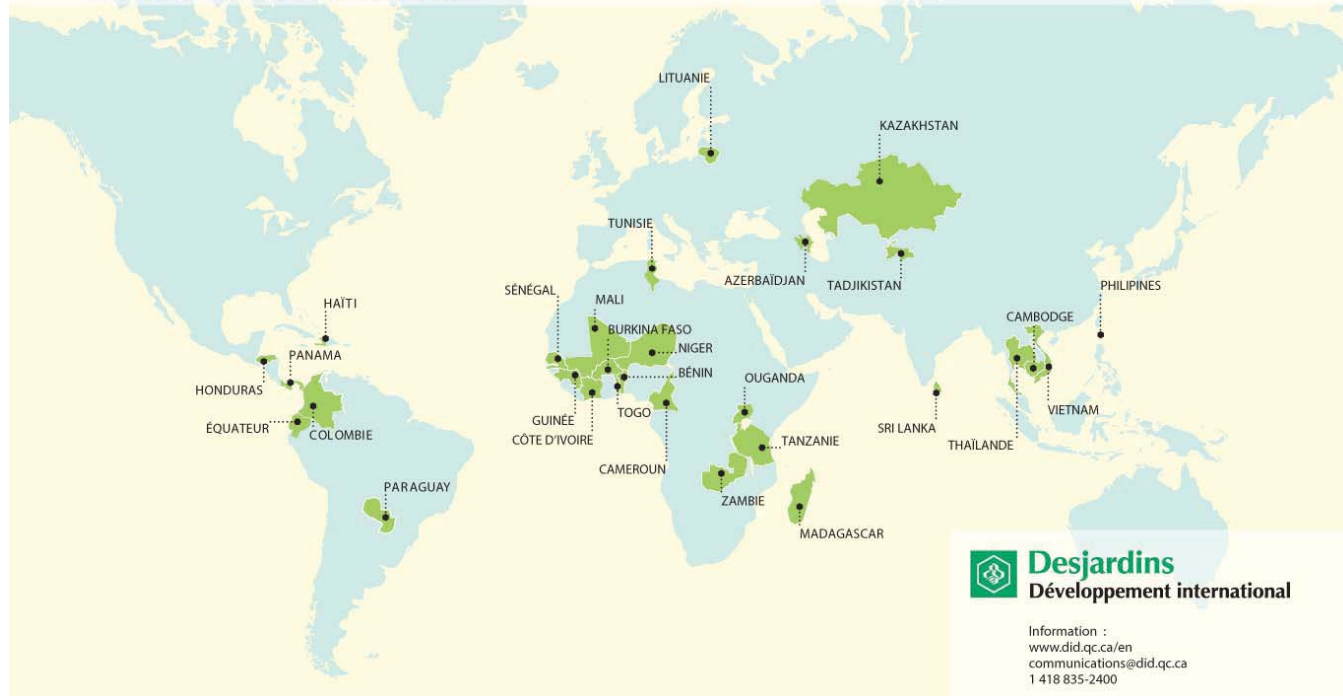 LITUANIE
KAZAKHSTAN
TUNISIE
AZERBAÏDJAN
TADJIKISTAN
PHILIPINES
SÉNÉGAL
MALI
HAÏTI
CAMBODGE
BURKINA FASO
PANAMA
NIGER
BÉNIN
HONDURAS
OUGANDA
GUINÉE
TOGO
VIETNAM
ÉQUATEUR
COLOMBIE
CÔTE D'IVOIRE
SRI LANKA
TANZANIE
THAÏLANDE
CAMEROUN
PARAGUAY
ZAMBIE
MADAGASCAR
Desjardins
Développement international
Information :
www.did.qc.ca/en
communications@did.qc.ca
1 418 835-2400